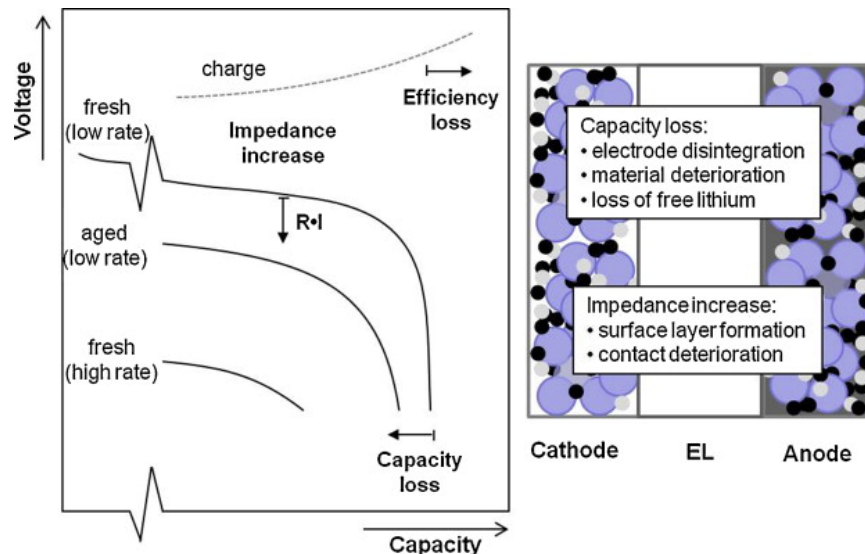 Voltage
charge
Efficiency
loss
fresh
(low rate)
Impedance
increase
R•I
aged
(low rate)
fresh
(high rate)
Capacity
loss
Capacity
Capacity loss:
• electrode disintegration
• material deterioration
• loss of free lithium
Impedance increase:
• surface layer formation
• contact deterioration
Cathode EL Anode